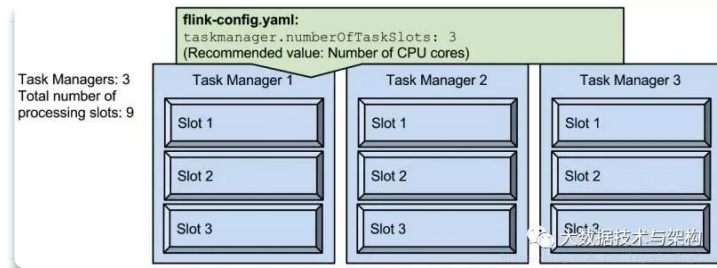 flink-config.yaml:
taskmanager.numberOfTaskSlots: 3
(Recommended value: Number of CPU cores)
Task Managers: 3
Total number of
processing slots: 9
Task Manager 1
Slot 1
Slot 2
Slot 3
Task Manager 2
Slot 1
Slot 2
Slot 3
Task Manager 3
Slot 1
Slot 2
Slot 3
大数据技术与架构